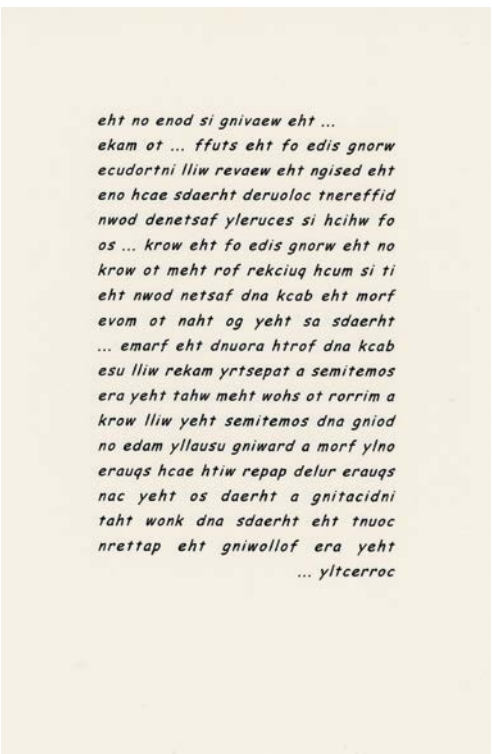 eht no enod si gnivaew eht ...
ekam ot ... ffuts eht fo edis gnorw
ecudortni lliw revaew eht ngised eht
eno hcae sdaerht deruoloc tnereffid
nwod denetsaf yleruces si hcihw fo
os ... krow eht fo edis gnorw eht no
krow ot meht rof rekciuq hcum si ti
eht nwod netsaf dna kcab eht morf
evom ot naht og yeht sa sdaerht
... emarf eht dnuora htrof dna kcab
esu lliw rekam yrtsepat a semitemos
era yeht tahw meht wohs ot rorrim a
krow lliw yeht semitemos dna gniod
no edam yllausu gniward a morf ylno
erauqs hcae htiw repap delur erauqs
nac yeht os daerht a gnitacidni
taht wonk dna sdaerht eht tnuoc
nrettap eht gniwollof era yeht
... yltcerroc